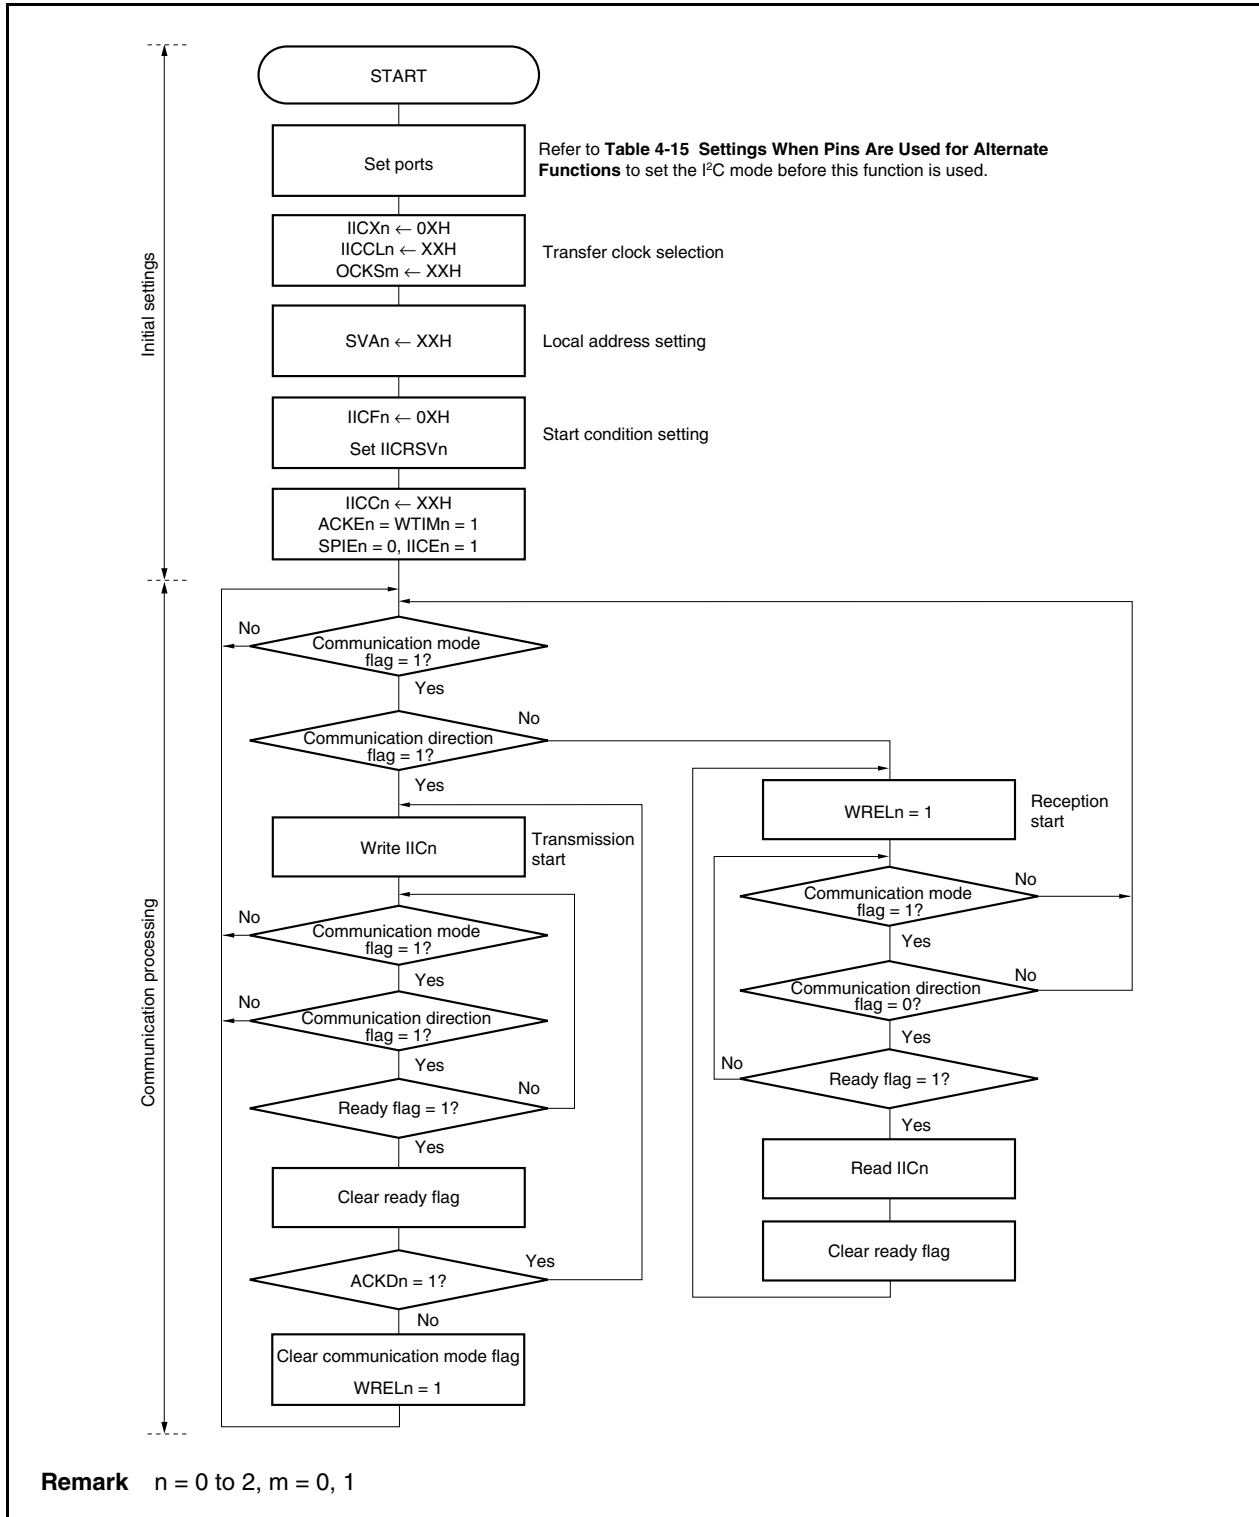 START
Set ports
Refer to Table 4-15 Settings When Pins Are Used for Alternate
Functions to set the I²C mode before this function is used.
IICXn ← 0XH
IICCLn ← XXH
OCKSm ← XXH
Transfer clock selection
Initial settings
SVAn ← XXH
Local address setting
IICFn ← 0XH
Set IICRSVn
Start condition setting
IICCn ← XXH
ACKEn = WTIMn = 1
SPIEn = 0, IICEn = 1
Communication processing
No
Communication mode
flag = 1?
Yes
Communication direction
flag = 1?
No
Yes
Write IICn
Transmission
start
No
Communication mode
flag = 1?
Yes
No
Communication direction
flag = 1?
Yes
Ready flag = 1?
No
Yes
Clear ready flag
ACKDn = 1?
Yes
No
Clear communication mode flag
WRELn = 1
WRELn = 1
Reception
start
Communication mode
flag = 1?
No
Yes
Communication direction
flag = 0?
No
Yes
No
Ready flag = 1?
Yes
Read IICn
Clear ready flag
Remark n = 0 to 2, m = 0, 1